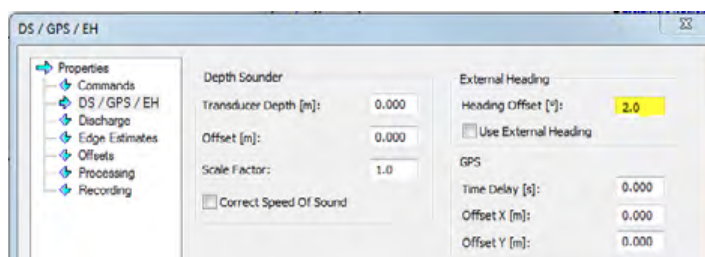 DS / GPS / EH
Properties
Commands
DS / GPS / EH
Discharge
Edge Estimates
Offsets
Processing
Recording
Depth Sounder
Transducer Depth [m]: 0.000
Offset [m]: 0.000
Scale Factor: 1.0
Correct Speed Of Sound
External Heading
Heading Offset [°]: 2.0
Use External Heading
GPS
Time Delay [s]: 0.000
Offset X [m]: 0.000
Offset Y [m]: 0.000